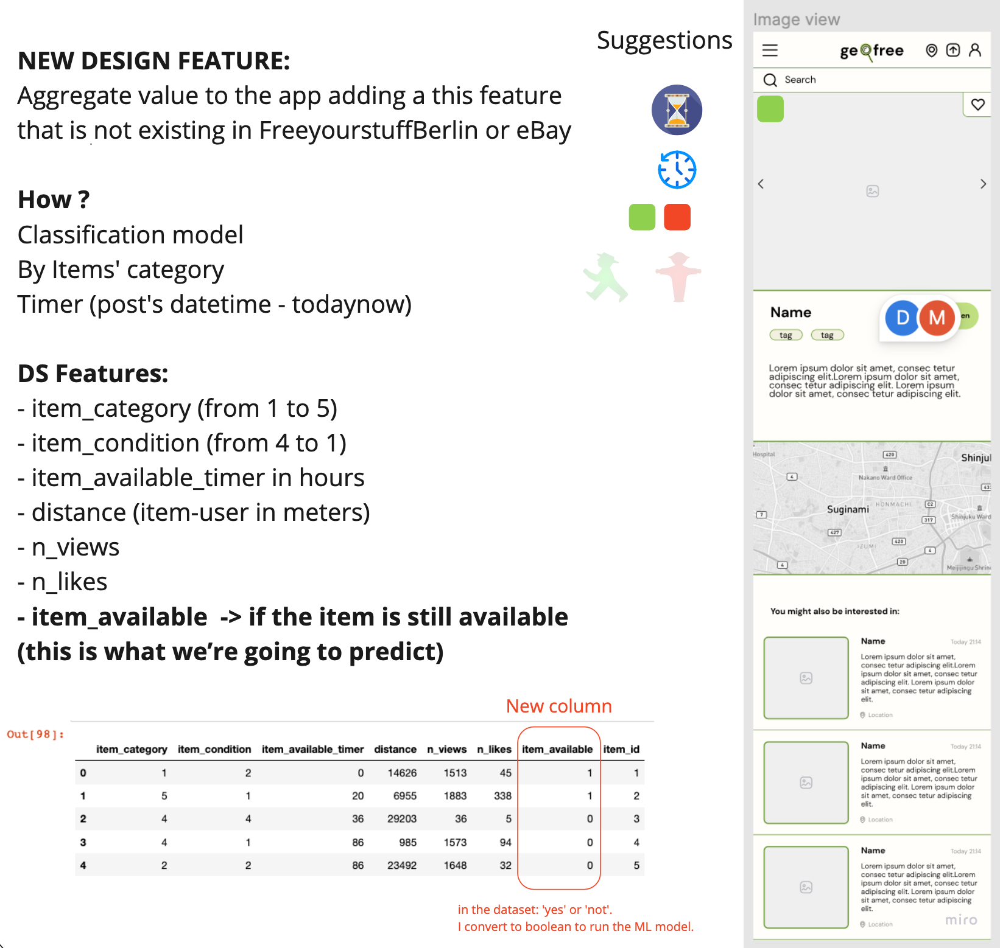 NEW DESIGN FEATURE:
Aggregate value to the app adding a this feature
that is not existing in FreeyourstuffBerlin or eBay
How ?
Classification model
By Items' category
Timer (post's datetime - todaynow)
DS Features:
- item_category (from 1 to 5)
- item_condition (from 4 to 1)
- item_available_timer in hours
- distance (item-user in meters)
- n_views
- n_likes
- item_available -> if the item is still available
(this is what we’re going to predict)
Suggestions
New column
Out[98]:
item_category item_condition item_available_timer distance n_views n_likes item_available item_id
0 1 2 0 14626 1513 45 1 1
1 5 1 20 6955 1883 338 1 2
2 4 4 36 29203 36 5 0 3
3 4 1 86 985 1573 94 0 4
4 2 2 86 23492 1648 32 0 5
in the dataset: 'yes' or 'not'.
I convert to boolean to run the ML model.
Image view
geofree
Search
Name
D M en
tag tag
Lorem ipsum dolor sit amet, consec tetur
adipiscing elit.Lorem ipsum dolor sit amet,
consec tetur adipiscing elit. Lorem ipsum
dolor sit amet, consec tetur adipiscing elit.
Hospital
420
Shinjul
4
Nakano Ward Office
43
Suginami
HONMACHI
C2
7
317
Shinjuku Ward
427
IZUMI
420
4
4
20
Meijijingu Shrin
You might also be interested in:
Name Today 21:14
Lorem ipsum dolor sit amet,
consec tetur adipiscing elit.Lorem
ipsum dolor sit amet, consec tetur
adipiscing elit. Lorem ipsum dolor
sit amet, consec tetur adipiscing
elit.
Location
Name Today 21:14
Lorem ipsum dolor sit amet,
consec tetur adipiscing elit.Lorem
ipsum dolor sit amet, consec tetur
adipiscing elit. Lorem ipsum dolor
sit amet, consec tetur adipiscing
elit.
Location
Name Today 21:14
Lorem ipsum dolor sit amet,
consec tetur adipiscing elit.Lorem
ipsum dolor sit amet, consec tetur
adipiscing elit. Lorem ipsum dolor
sit amet, consec tetur adipiscing
elit.
Location
miro